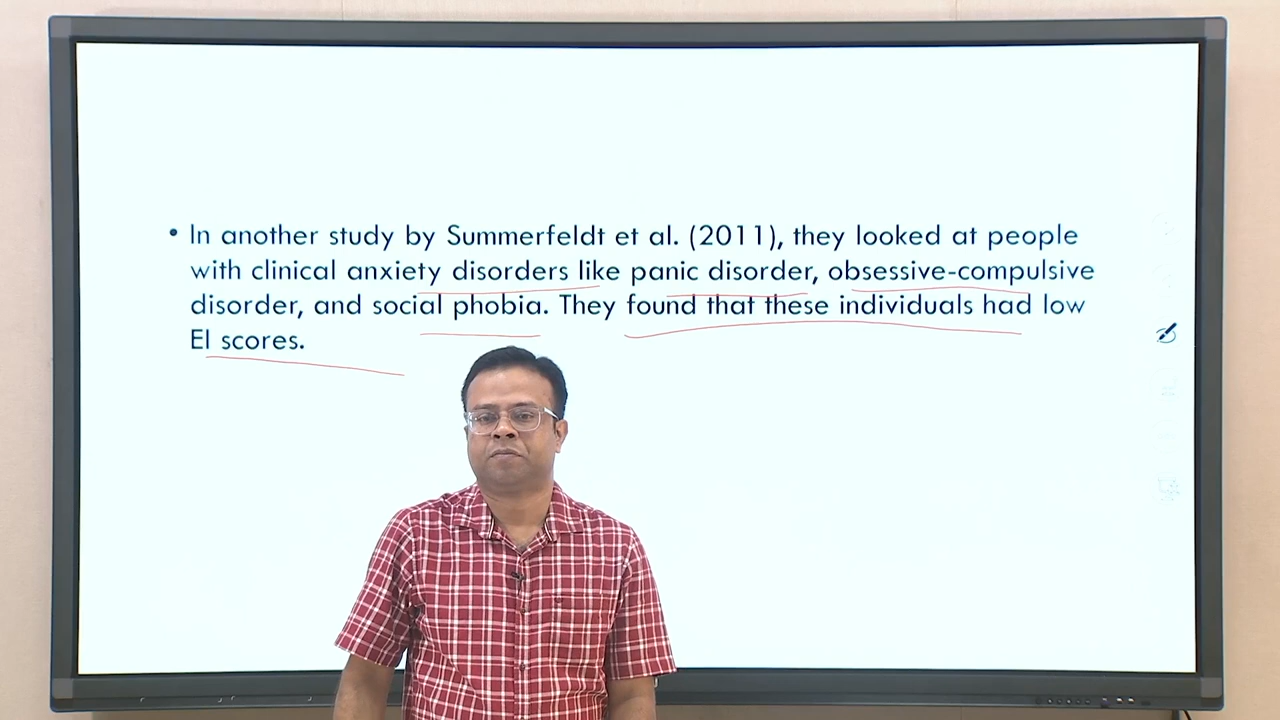 • In another study by Summerfeldt et al. (2011), they looked at people
with clinical anxiety disorders like panic disorder, obsessive-compulsive
disorder, and social phobia. They found that these individuals had low
EI scores.